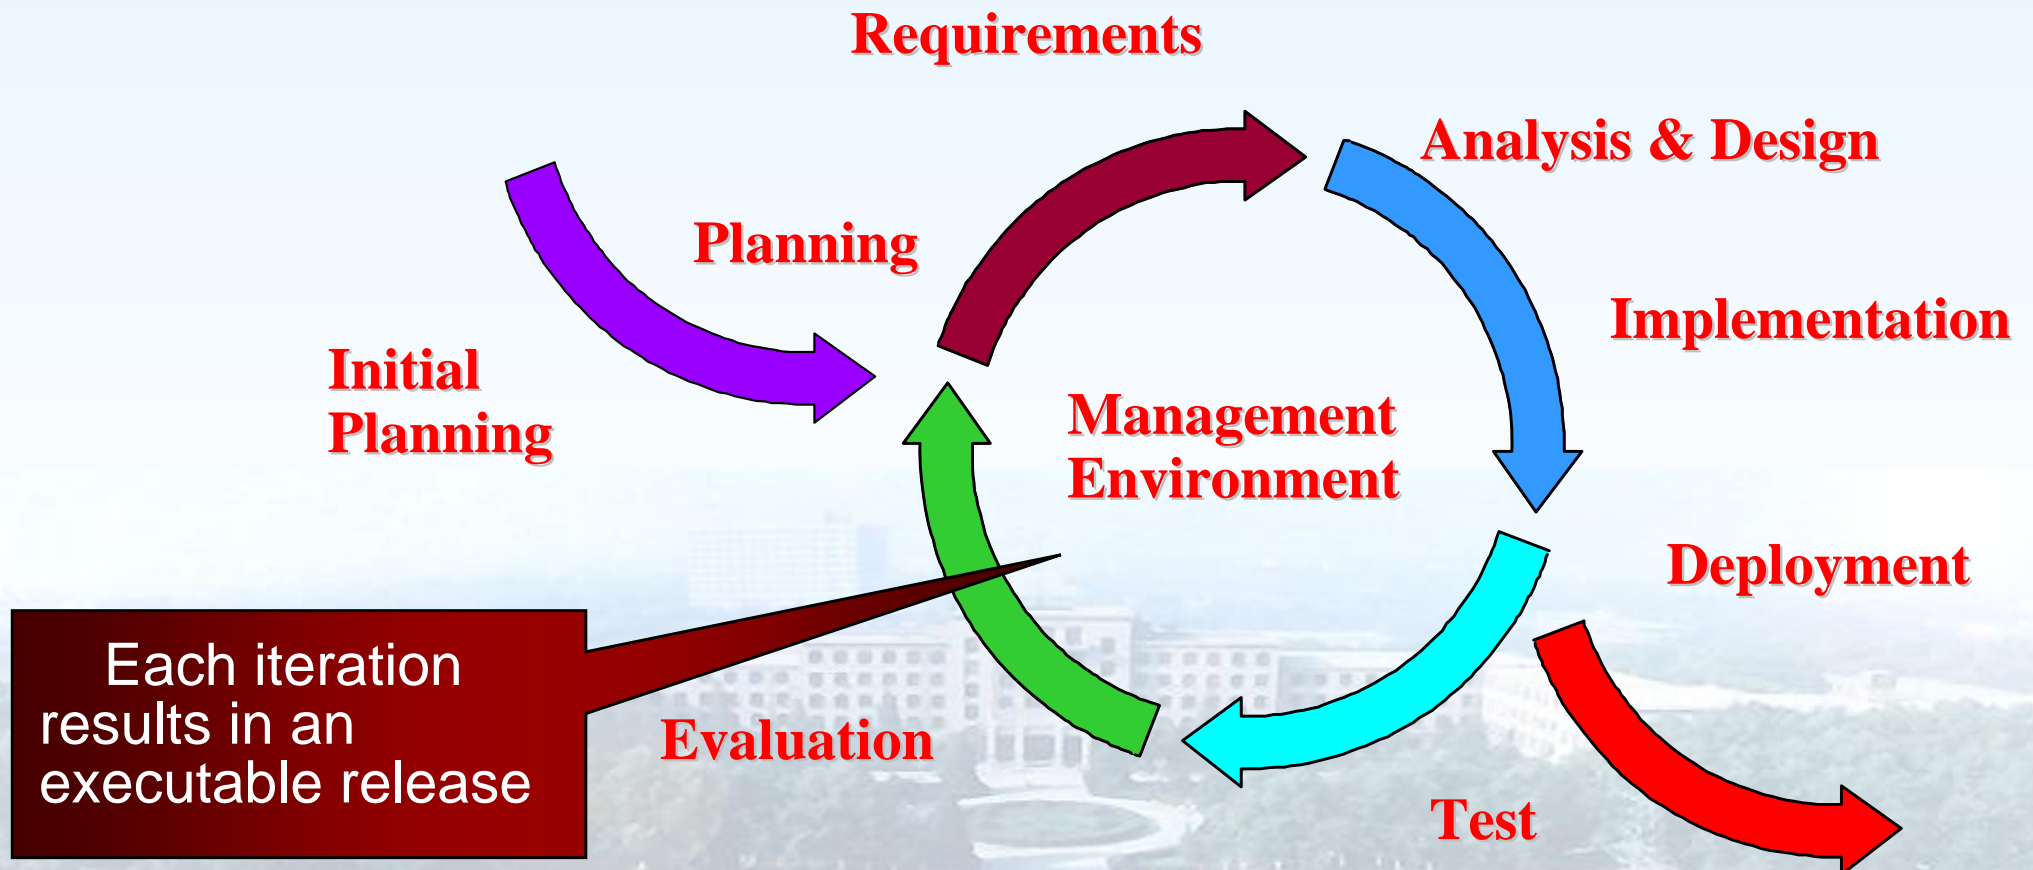 Requirements
Analysis & Design
Planning
Implementation
Initial
Planning
Management
Environment
Deployment
Each iteration
results in an
executable release
Evaluation
Test